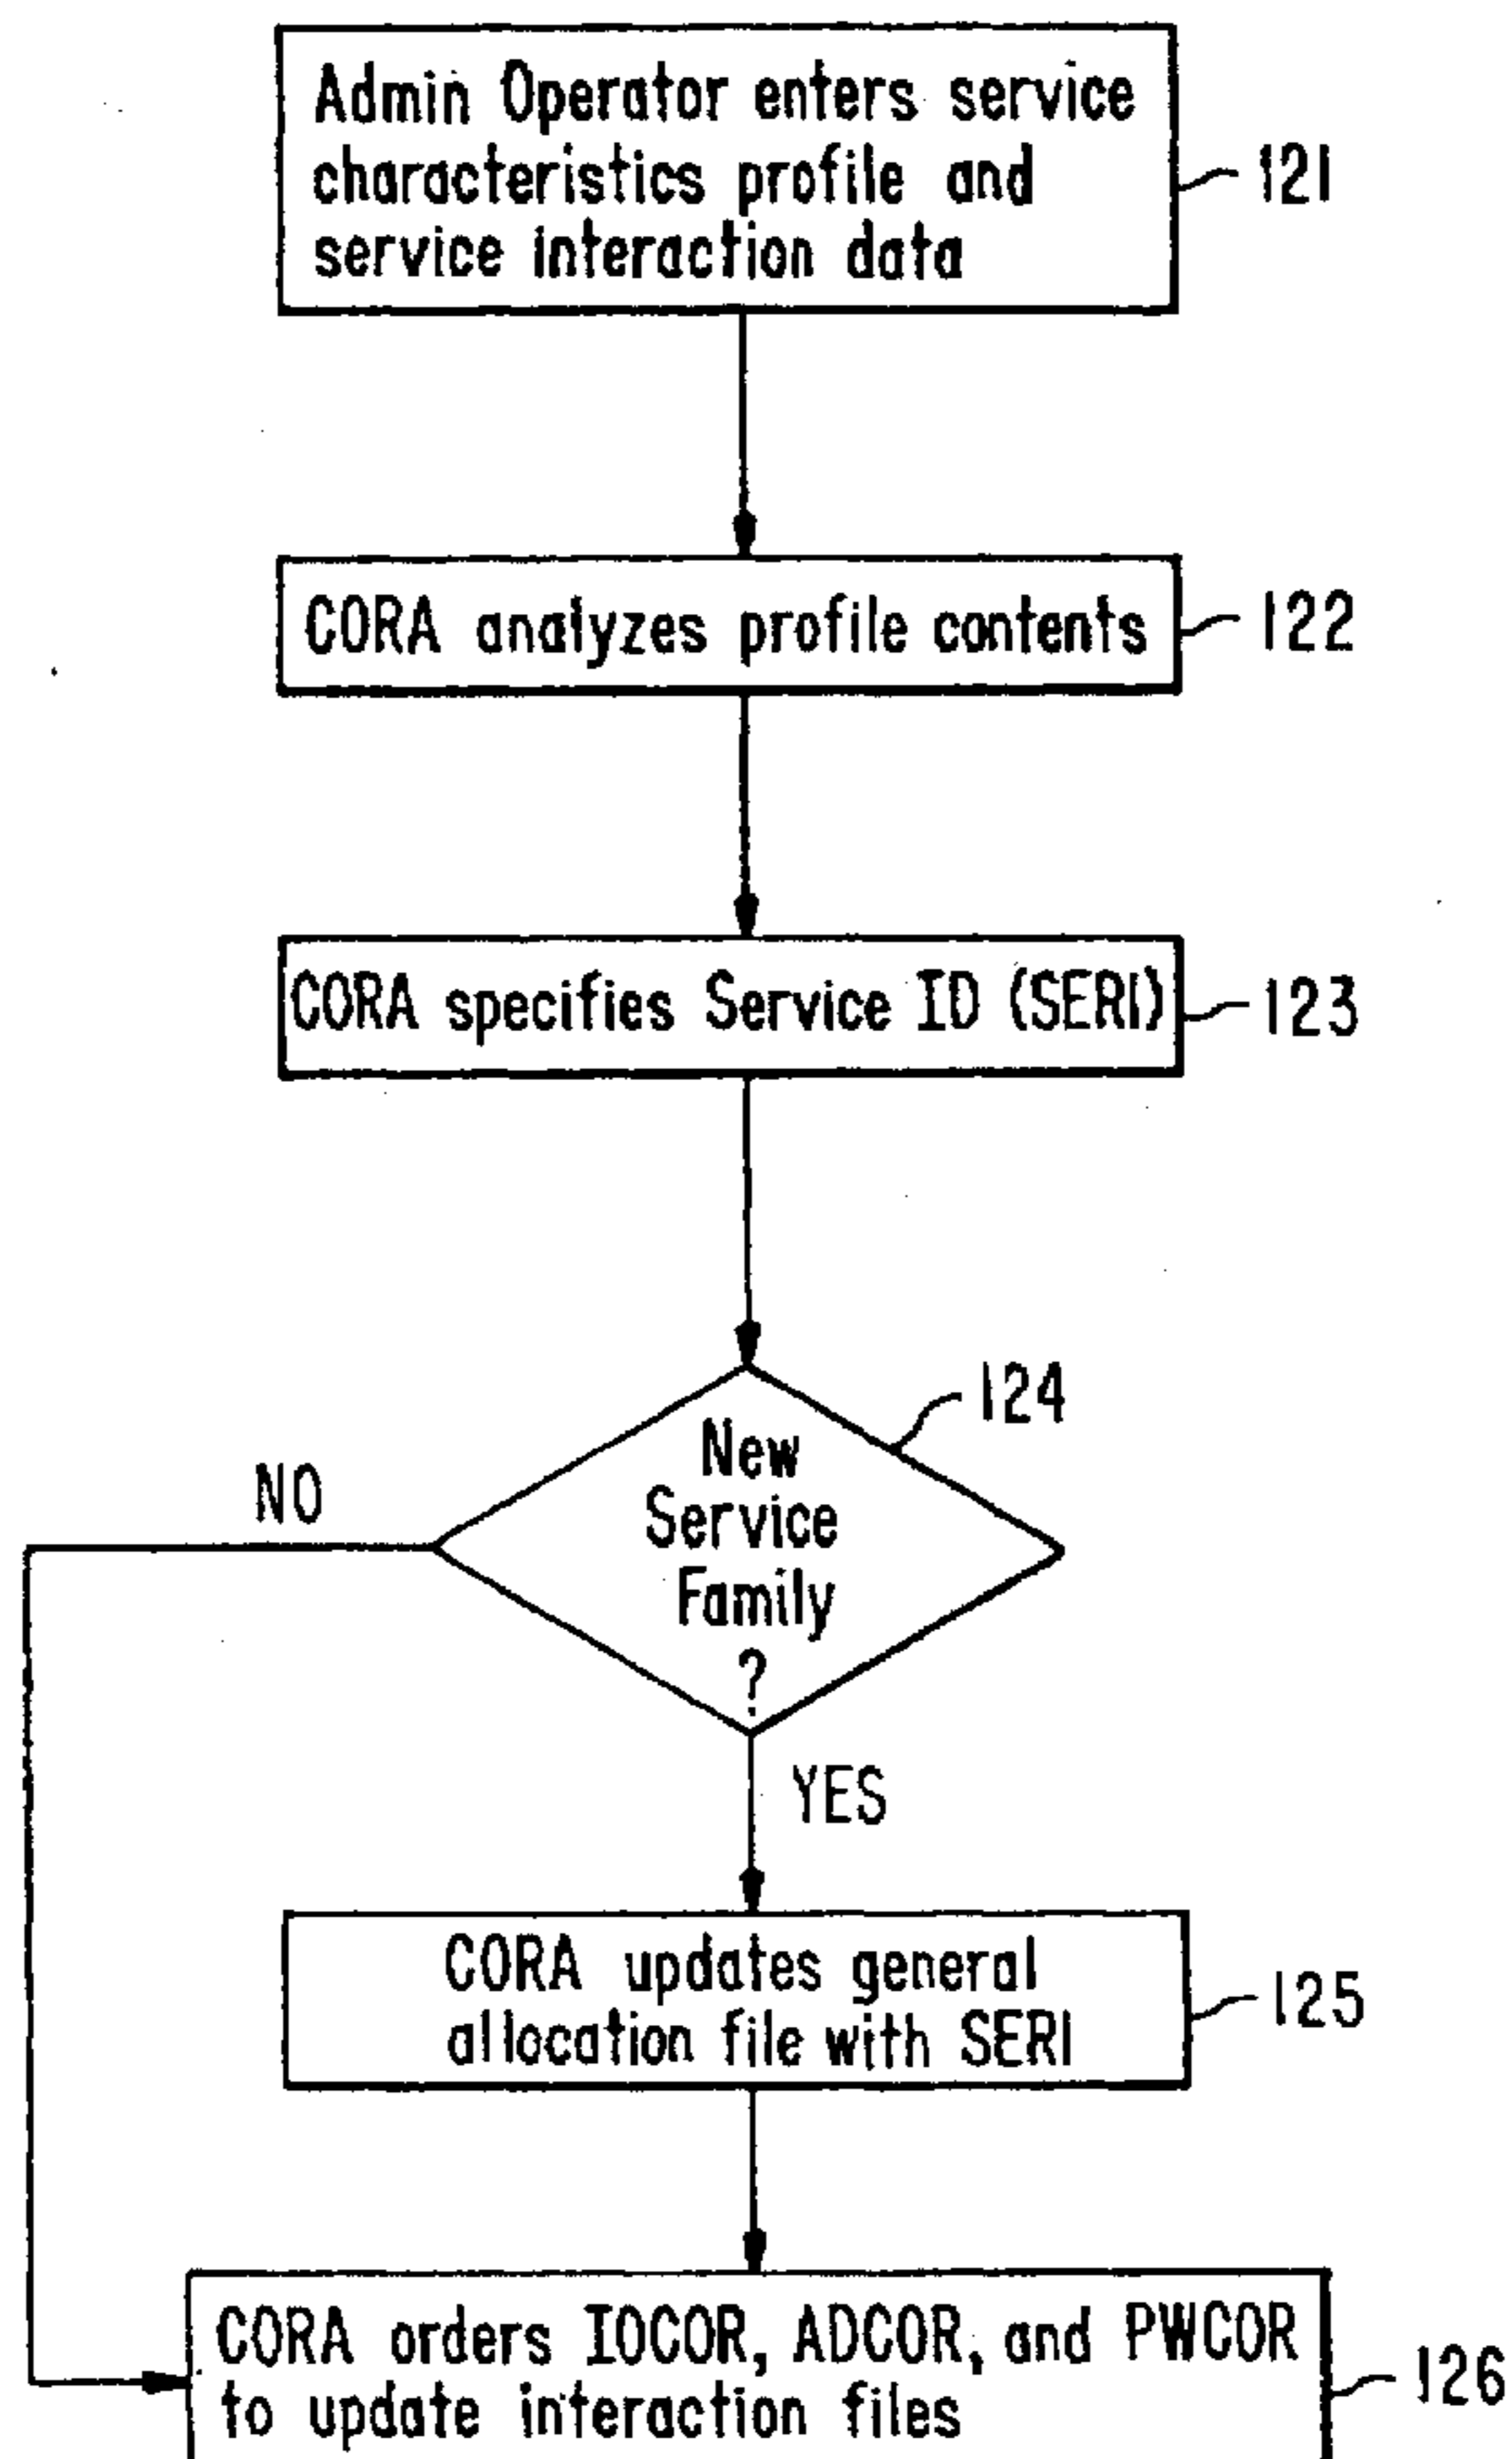 Admin Operator enters service
characteristics profile and
service interaction data
121
CORA analyzes profile contents
122
CORA specifies Service ID (SERI)
123
124
New
Service
Family
?
NO
YES
CORA updates general
allocation file with SERI
125
CORA orders IOCOR, ADCOR, and PWCOR
to update interaction files
126